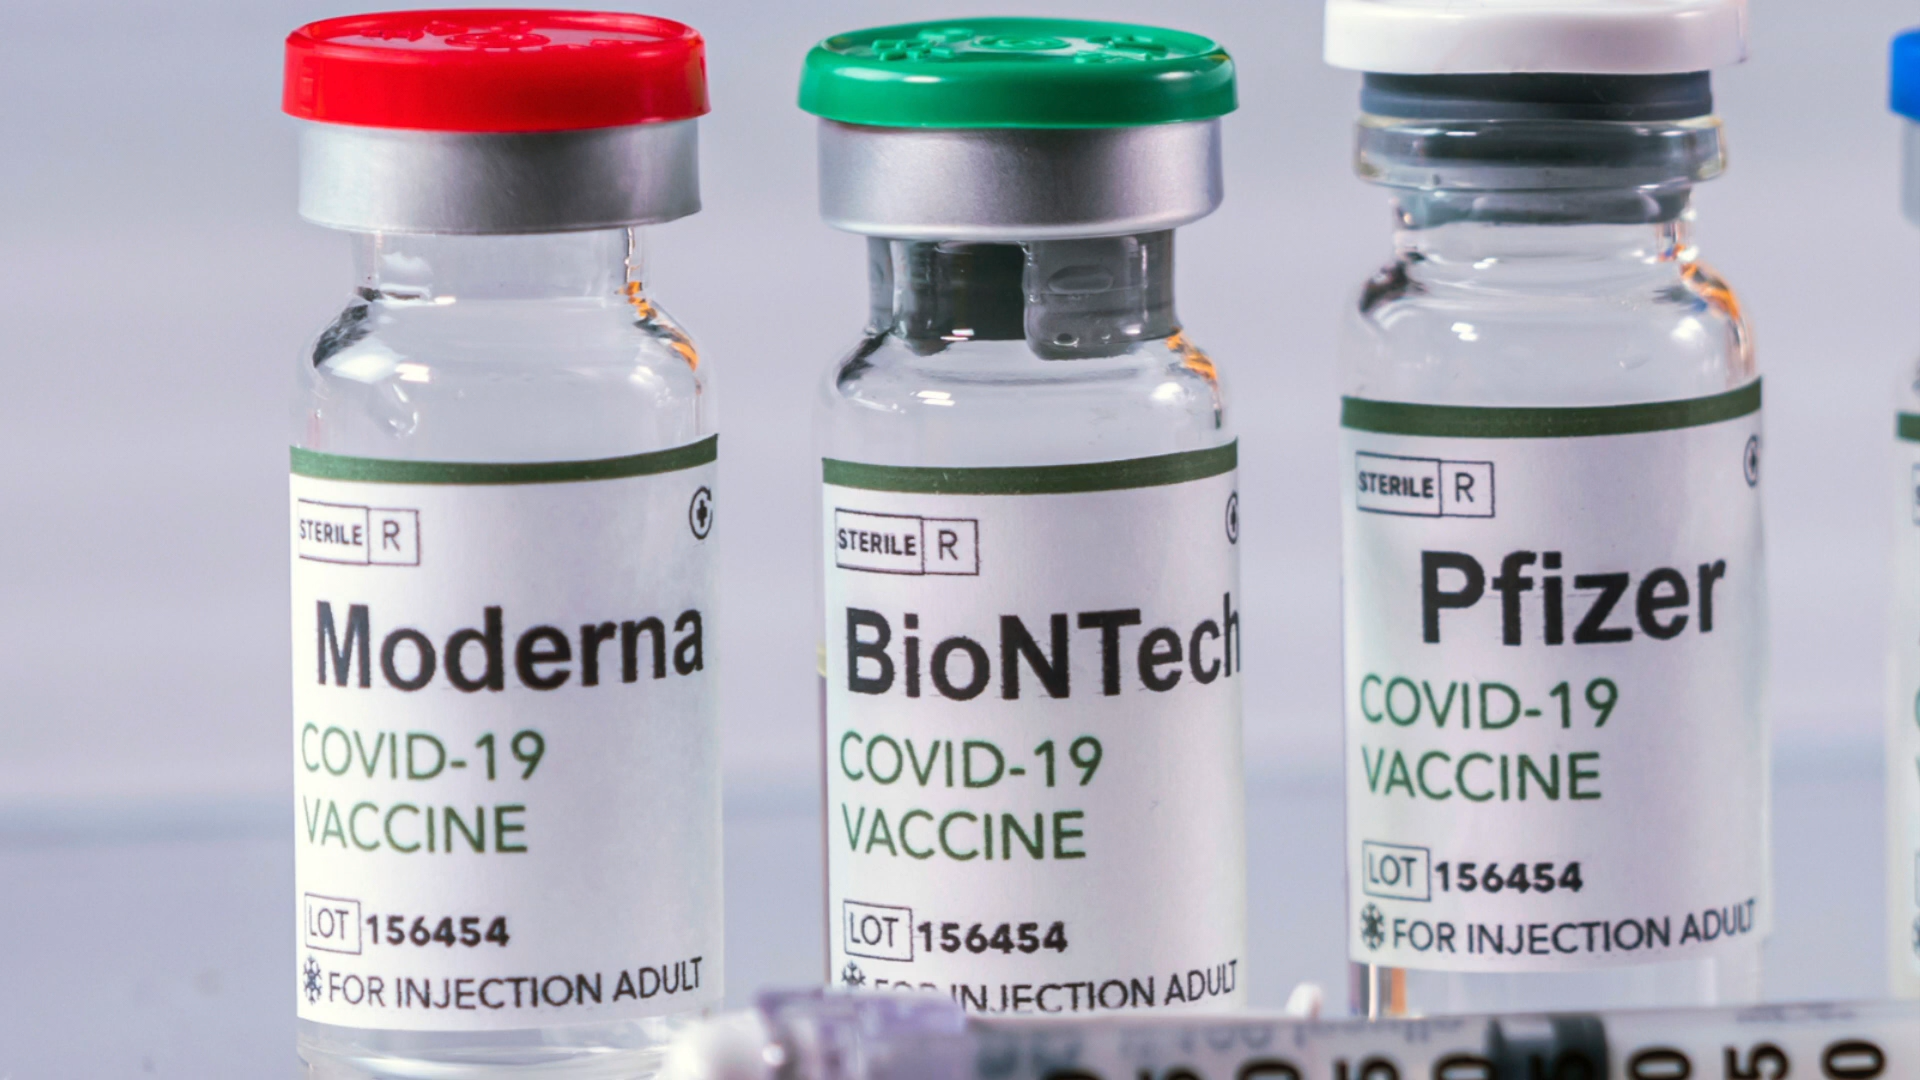 STERILE R
Moderna
COVID-19
VACCINE
LOT 156454
FOR INJECTION ADULT
STERILE R
BioNTech
COVID-19
VACCINE
LOT 156454
FOR INJECTION ADULT
STERILE R
Pfizer
COVID-19
VACCINE
LOT 156454
FOR INJECTION ADULT